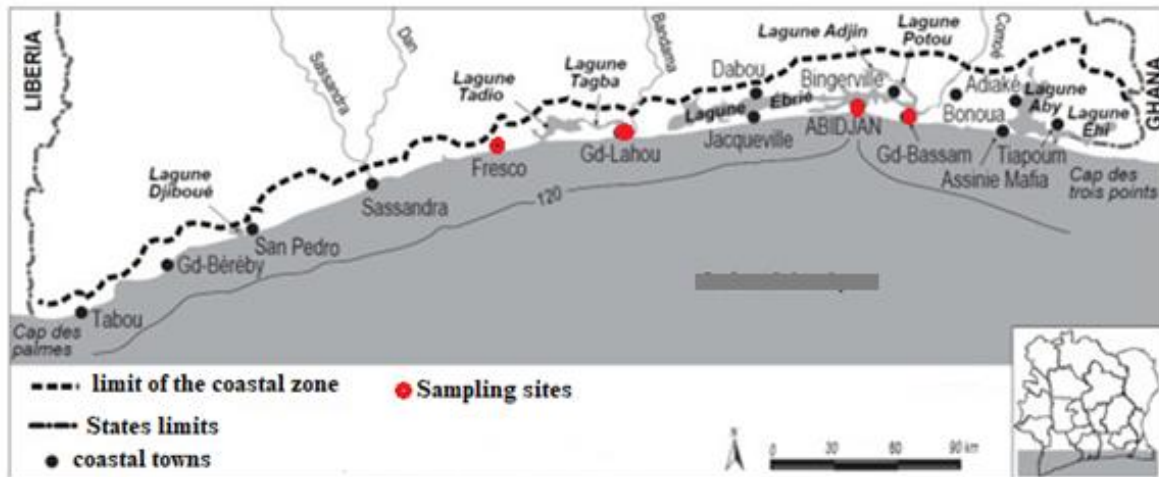 LIBERIA
Sassandra
Dan
Bandama
Comoé
GHANA
Lagune
Tadio
Lagune
Tagba
Lagune Adjin
Lagune
Potou
Dabou
Bingerville
Adiaké
Lagune
Aby
Bonoua
Lagune
Ehi
Lagune Ébrié
Jacqueville
ABIDJAN
Gd-Bassam
Tiapoum
Assinie Mafia
Cap des
trois points
Gd-Lahou
Fresco
Lagune
Djiboué
Sassandra
San Pedro
Gd-Béréby
Tabou
Cap des
palmes
120
limit of the coastal zone
Sampling sites
States limits
coastal towns
N
0 30 60 90 km